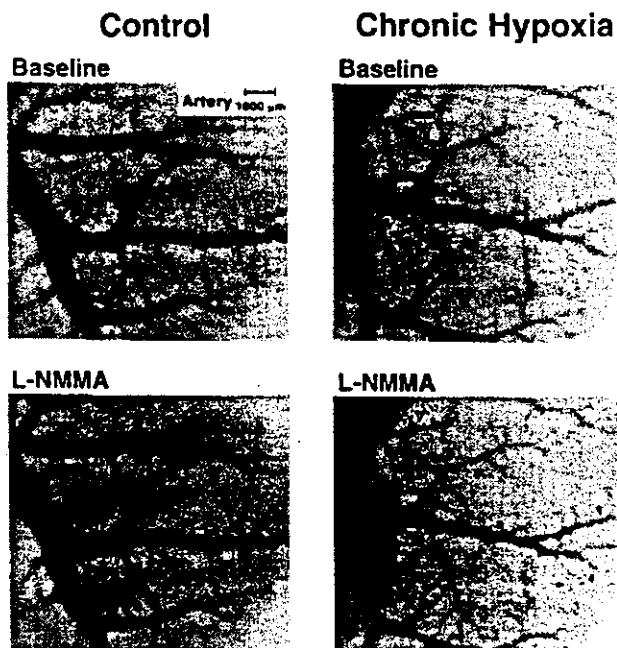 Control
Chronic Hypoxia
Baseline
Baseline
Artery 1000 μm
L-NMMA
L-NMMA